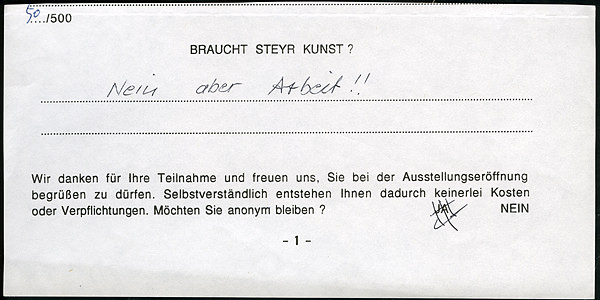 50/500
BRAUCHT STEYR KUNST ?
Nein aber Arbeit!!
Wir danken für Ihre Teilnahme und freuen uns, Sie bei der Ausstellungseröffnung
begrüßen zu dürfen. Selbstverständlich entstehen Ihnen dadurch keinerlei Kosten
oder Verpflichtungen. Möchten Sie anonym bleiben ? JA NEIN
- 1 -